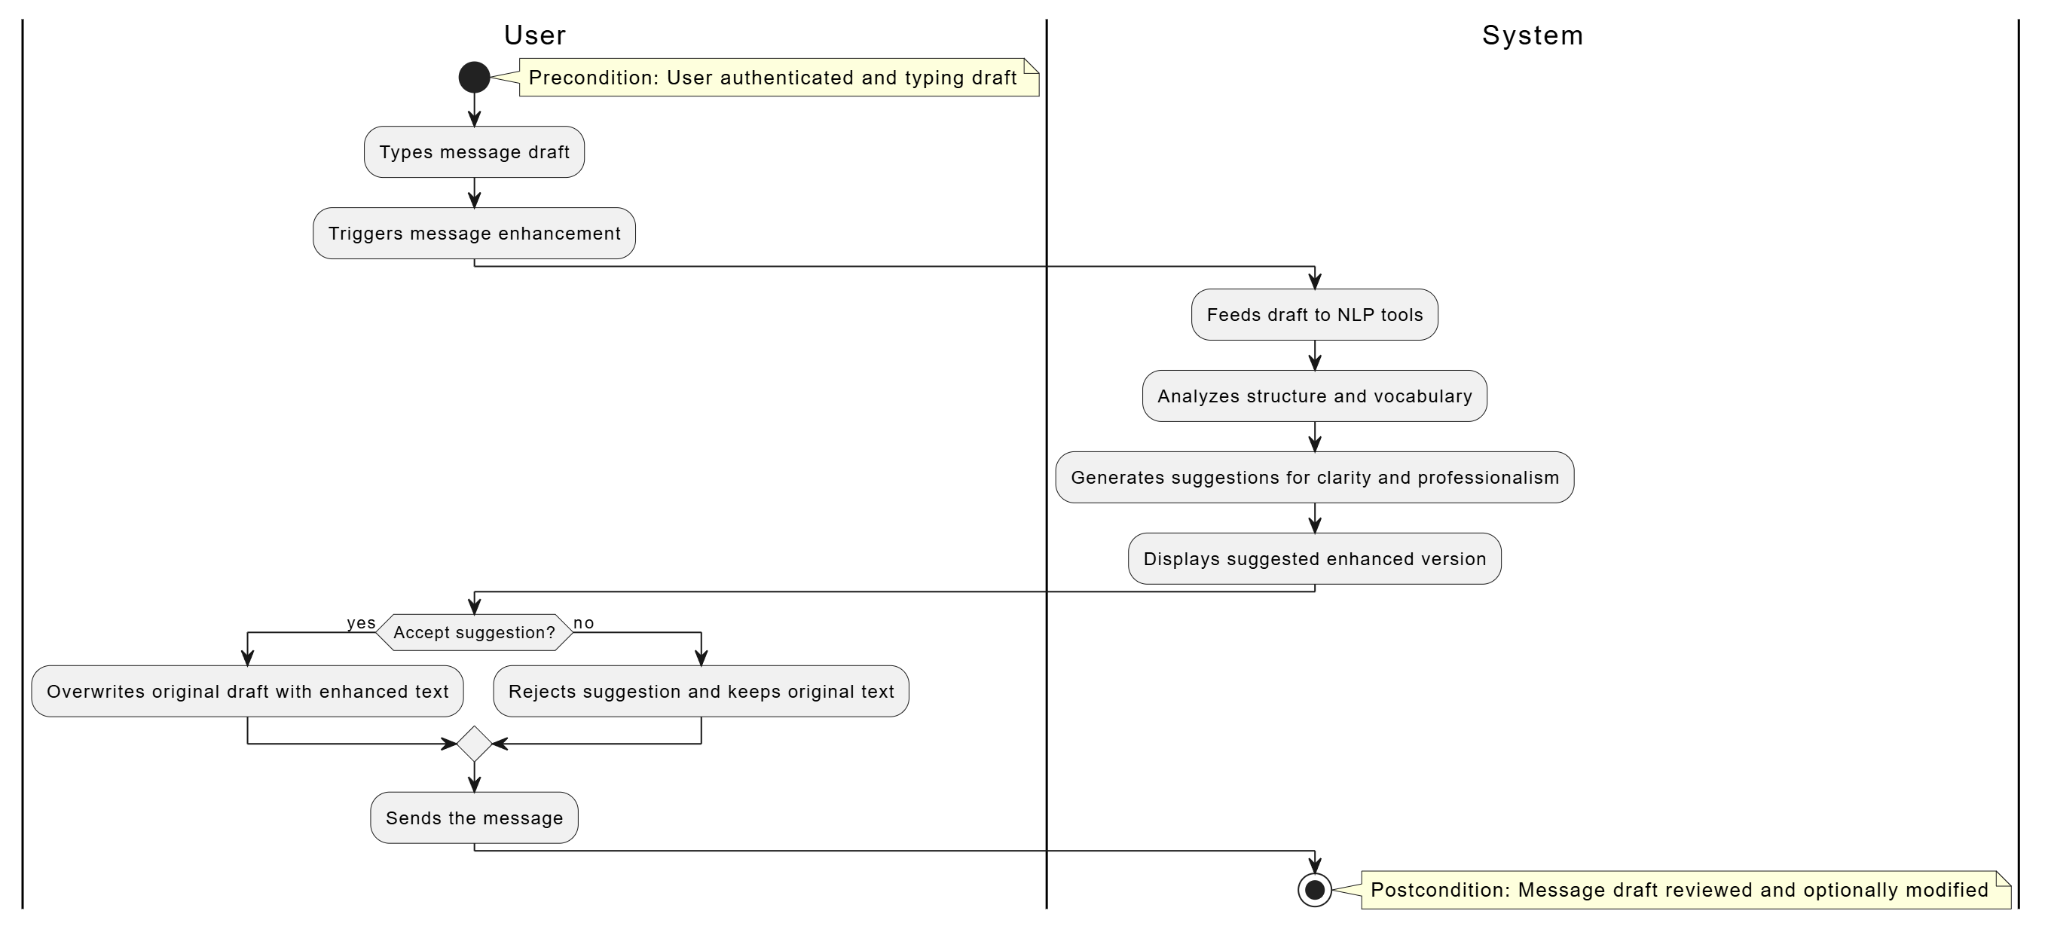 User
System
Precondition: User authenticated and typing draft
Types message draft
Triggers message enhancement
Feeds draft to NLP tools
Analyzes structure and vocabulary
Generates suggestions for clarity and professionalism
Displays suggested enhanced version
yes
Accept suggestion?
no
Overwrites original draft with enhanced text
Rejects suggestion and keeps original text
Sends the message
Postcondition: Message draft reviewed and optionally modified